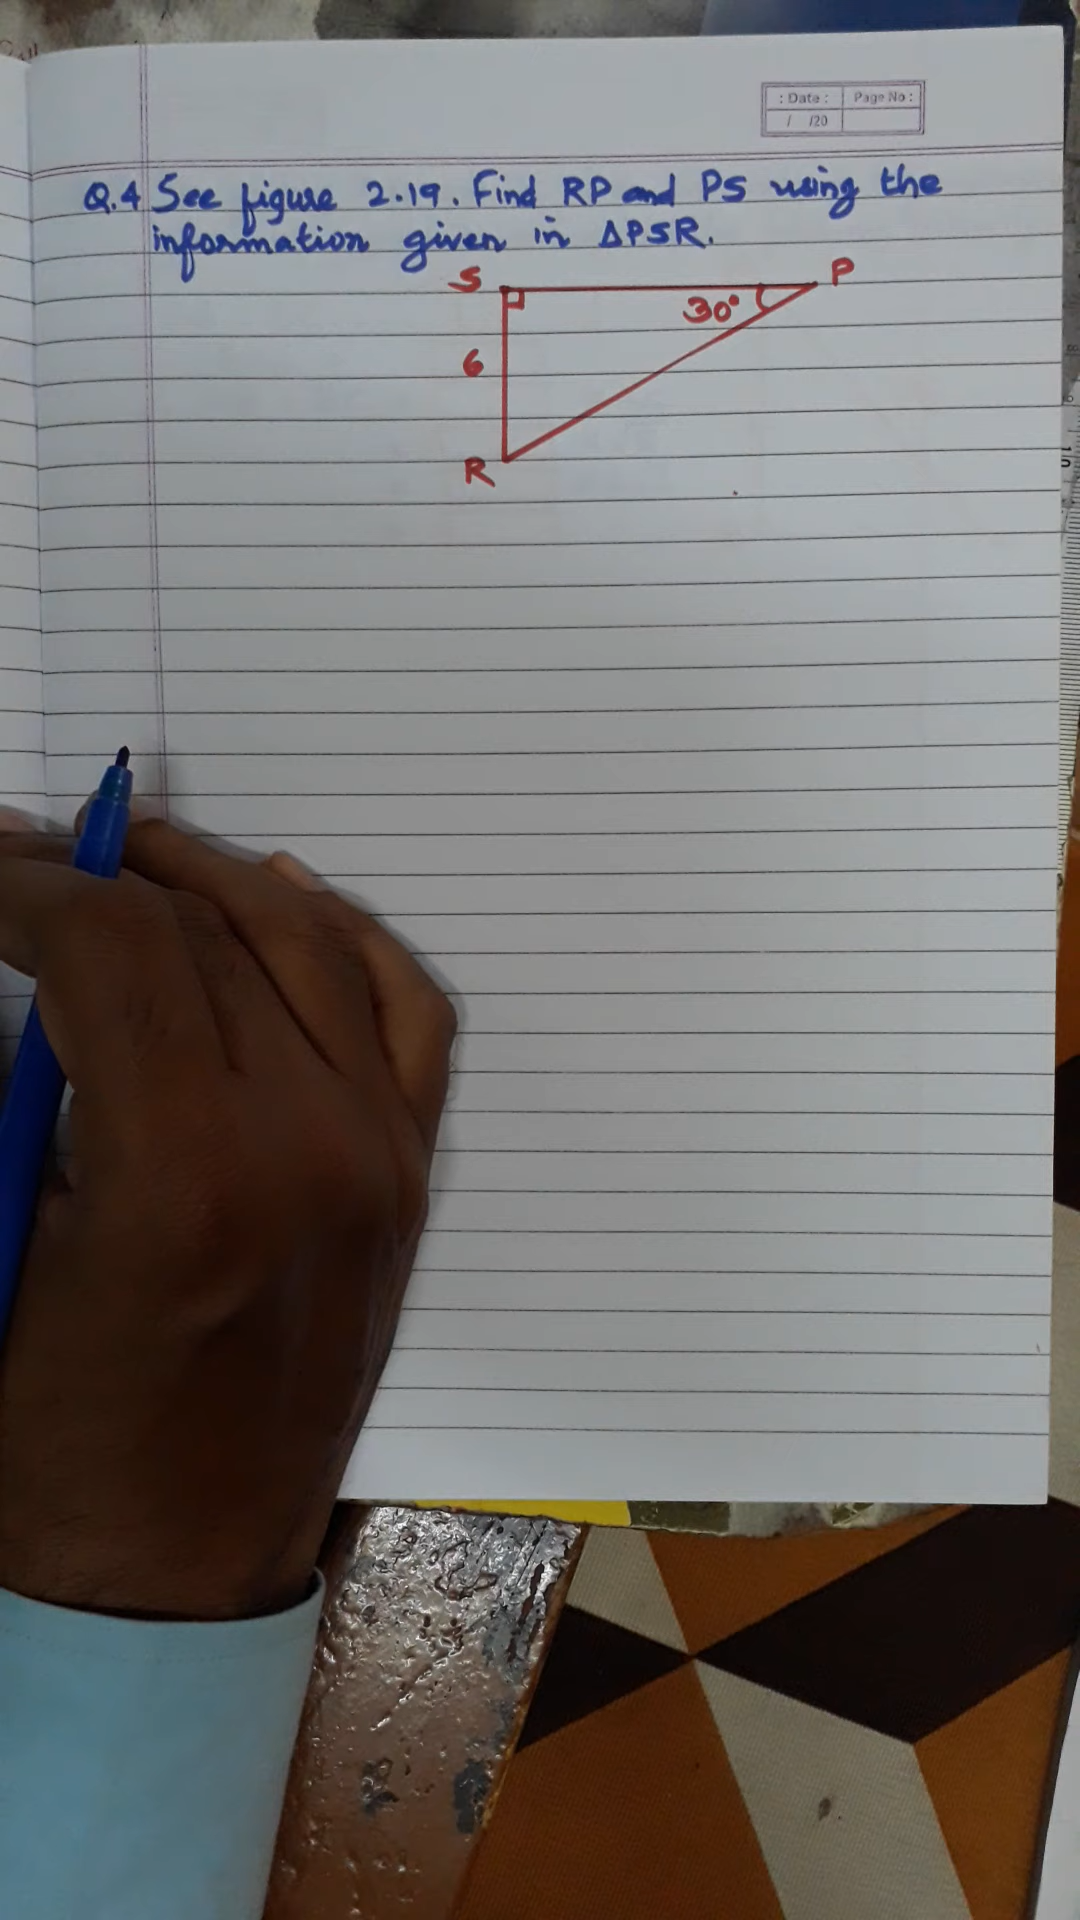 : Date :
Page No :
/ /20
Q.4 See figure 2.19. Find RP and PS using the
information given in ΔPSR.
S
P
30°
6
R